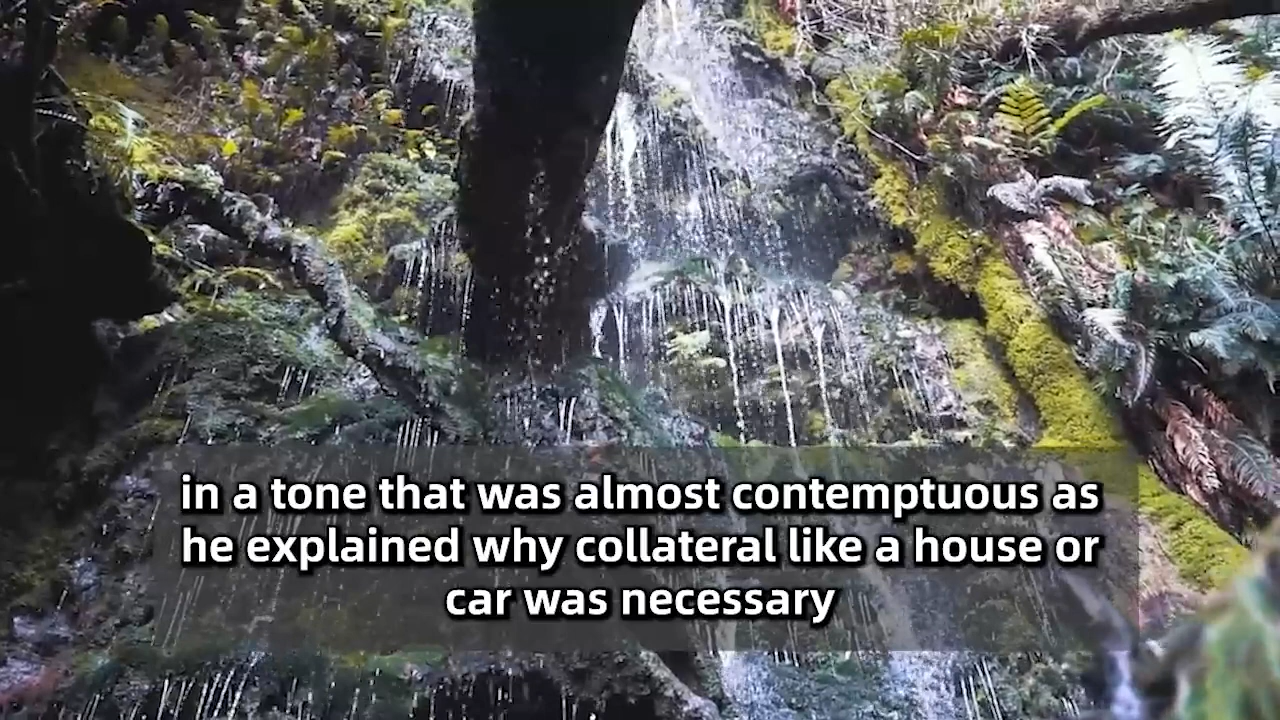 in a tone that was almost contemptuous as
he explained why collateral like a house or
car was necessary